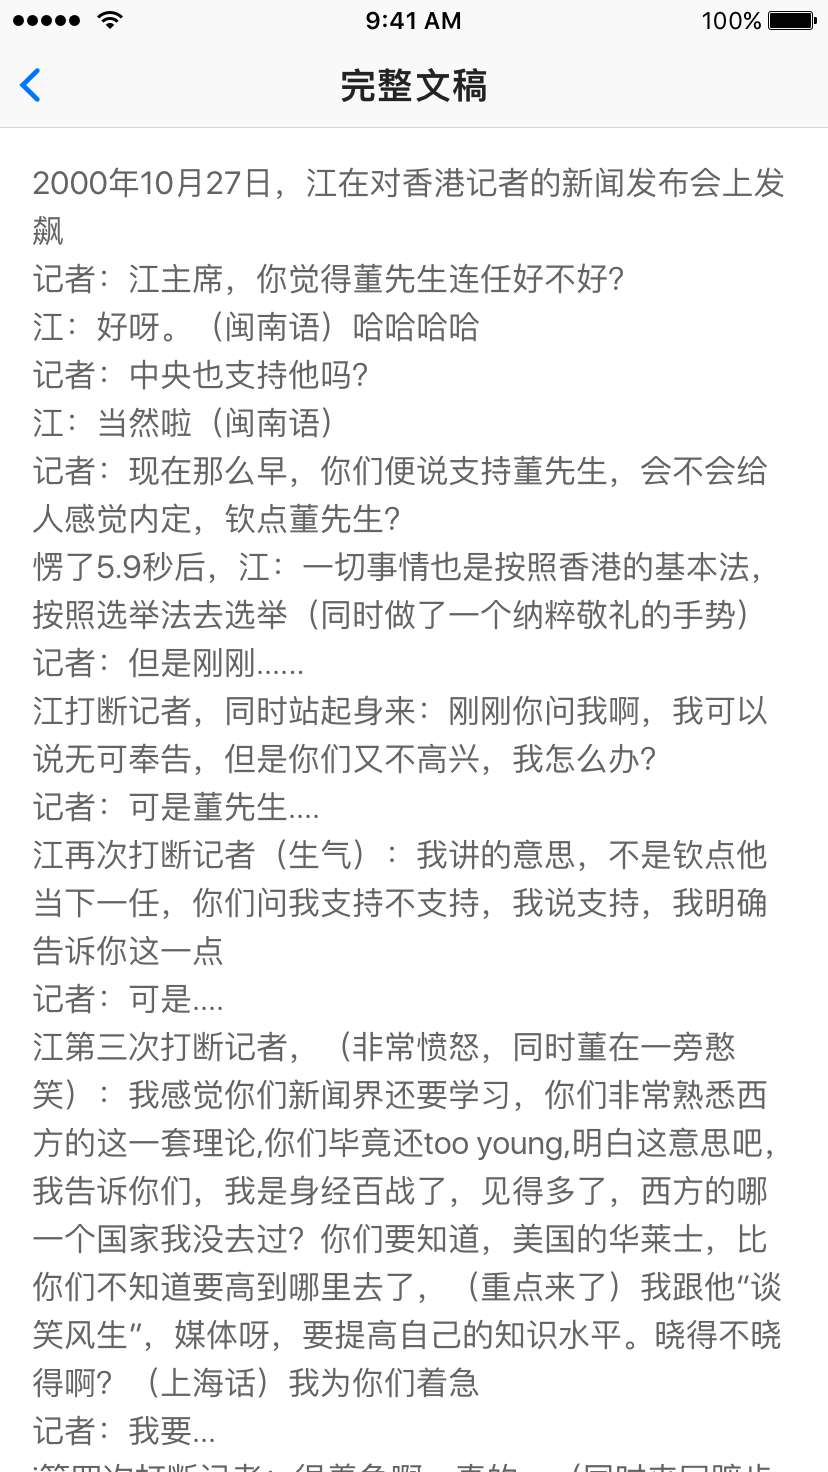 9:41 AM
100%
完整文稿
2000年10月27日，江在对香港记者的新闻发布会上发
飙
记者：江主席，你觉得董先生连任好不好？
江：好呀。（闽南语）哈哈哈哈
记者：中央也支持他吗？
江：当然啦（闽南语）
记者：现在那么早，你们便说支持董先生，会不会给
人感觉内定，钦点董先生？
愣了5.9秒后，江：一切事情也是按照香港的基本法，
按照选举法去选举（同时做了一个纳粹敬礼的手势）
记者：但是刚刚......
江打断记者，同时站起身来：刚刚你问我啊，我可以
说无可奉告，但是你们又不高兴，我怎么办？
记者：可是董先生....
江再次打断记者（生气）：我讲的意思，不是钦点他
当下一任，你们问我支持不支持，我说支持，我明确
告诉你这一点
记者：可是....
江第三次打断记者，（非常愤怒，同时董在一旁憨
笑）：我感觉你们新闻界还要学习，你们非常熟悉西
方的这一套理论,你们毕竟还too young,明白这意思吧，
我告诉你们，我是身经百战了，见得多了，西方的哪
一个国家我没去过？你们要知道，美国的华莱士，比
你们不知道要高到哪里去了，（重点来了）我跟他“谈
笑风生”，媒体呀，要提高自己的知识水平。晓得不晓
得啊？（上海话）我为你们着急
记者：我要...